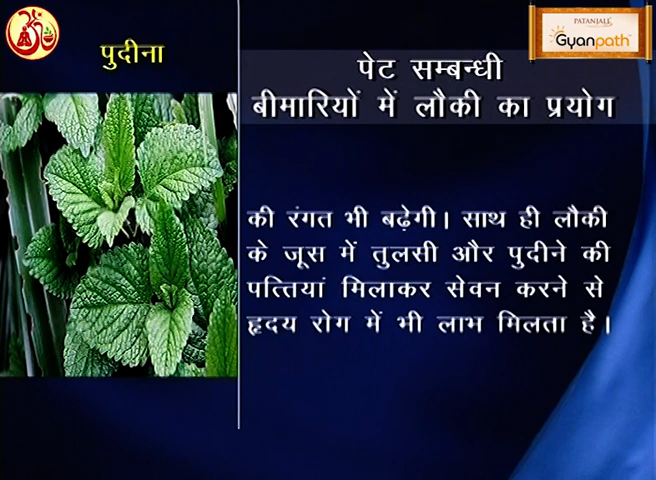 पुदीना
PATANJALI
Gyanpath
पेट सम्बन्धी
बीमारियों में लौकी का प्रयोग
की रंगत भी बढ़ेगी। साथ ही लौकी
के जूस में तुलसी और पुदीने की
पत्तियां मिलाकर सेवन करने से
हृदय रोग में भी लाभ मिलता है।